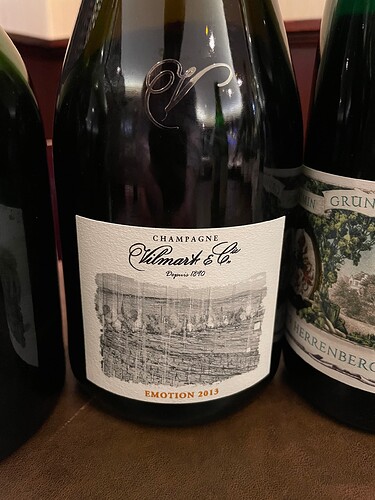 CHAMPAGNE
Vilmart & Cie
Depuis 1890
EMOTION 2013
GRUN
HERRENBERG